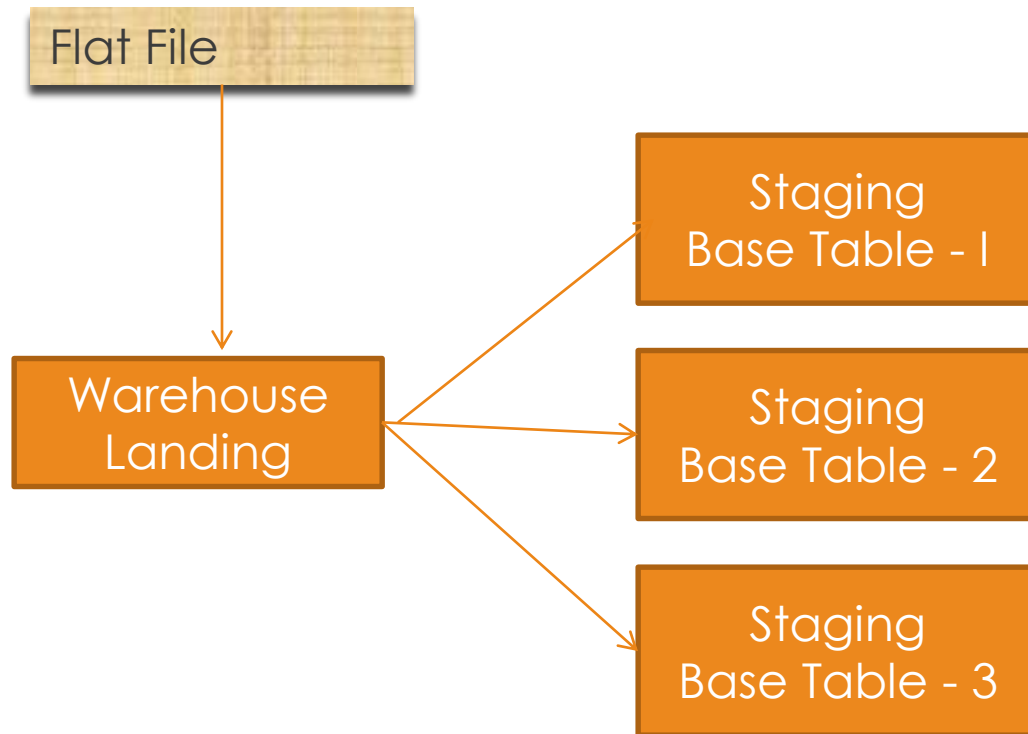 Flat File
Warehouse
Landing
Staging
Base Table - I
Staging
Base Table - 2
Staging
Base Table - 3